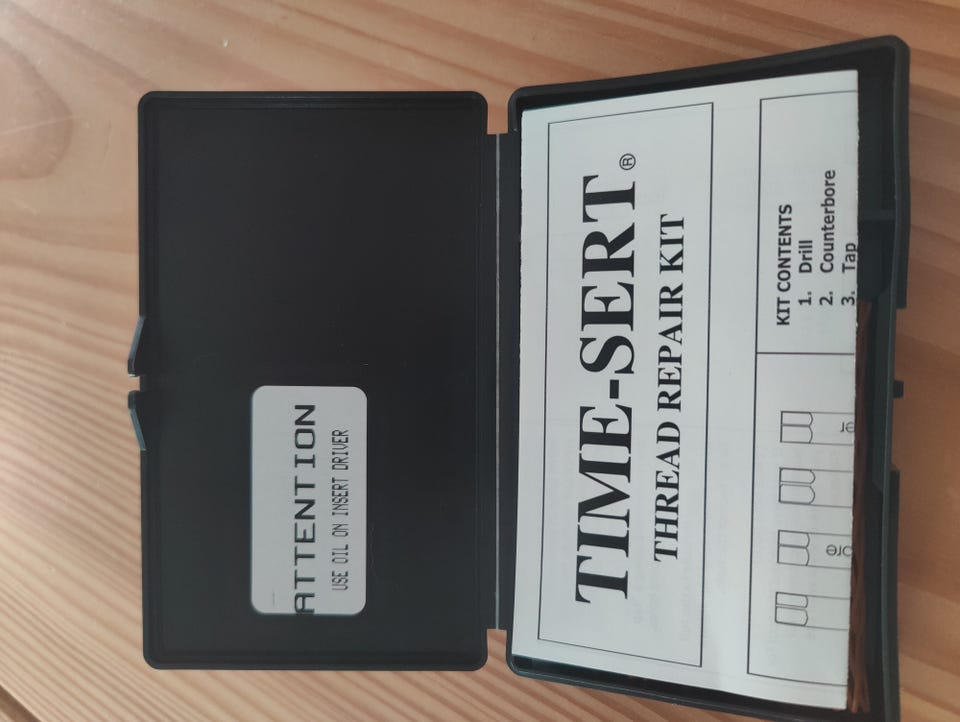 ATTENTION
USE OIL ON INSERT DRIVER
TIME-SERT®
THREAD REPAIR KIT
KIT CONTENTS
1. Drill
2. Counterbore
3. Tap